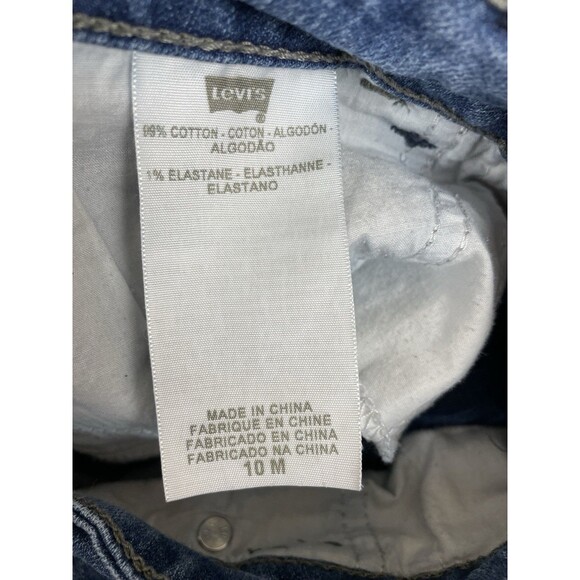 Levi's
®
99% COTTON - COTON - ALGODÓN -
ALGODÃO
1% ELASTANE - ELASTHANNE -
ELASTANO
MADE IN CHINA
FABRIQUE EN CHINE
FABRICADO EN CHINA
FABRICADO NA CHINA
10 M